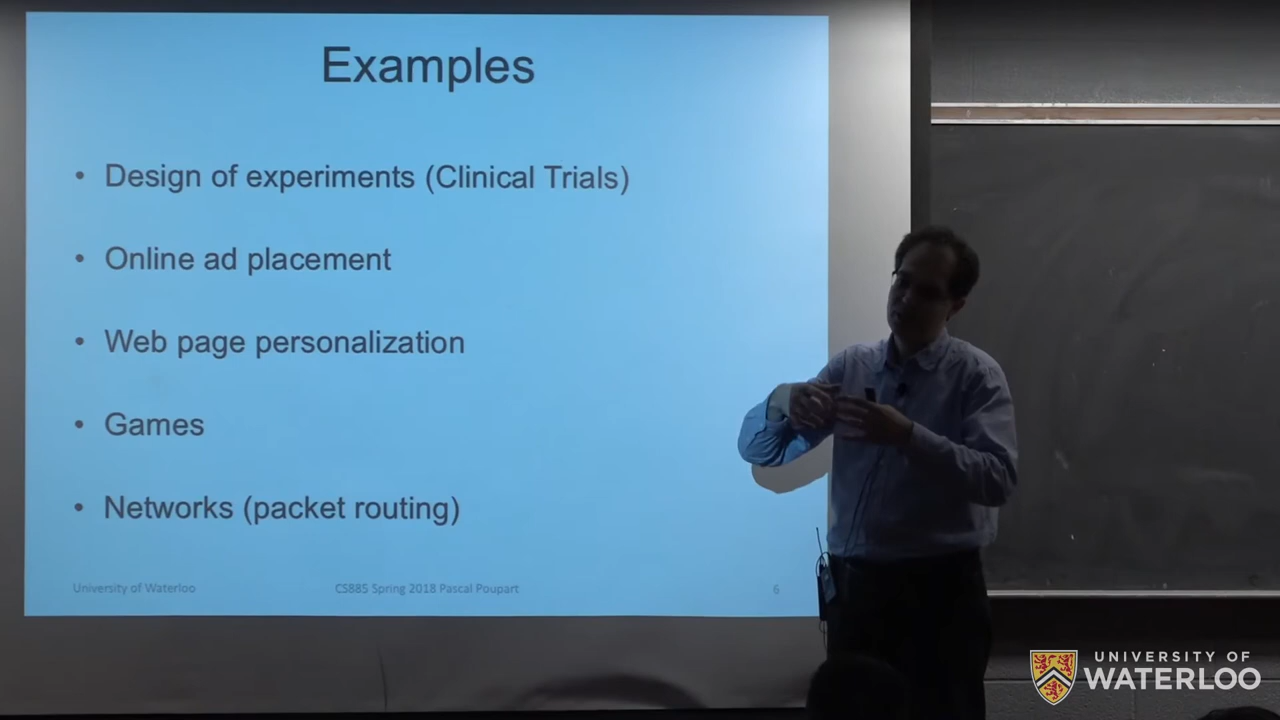 Examples
• Design of experiments (Clinical Trials)
• Online ad placement
• Web page personalization
• Games
• Networks (packet routing)
University of Waterloo CS885 Spring 2018 Pascal Poupart 6
UNIVERSITY OF
WATERLOO